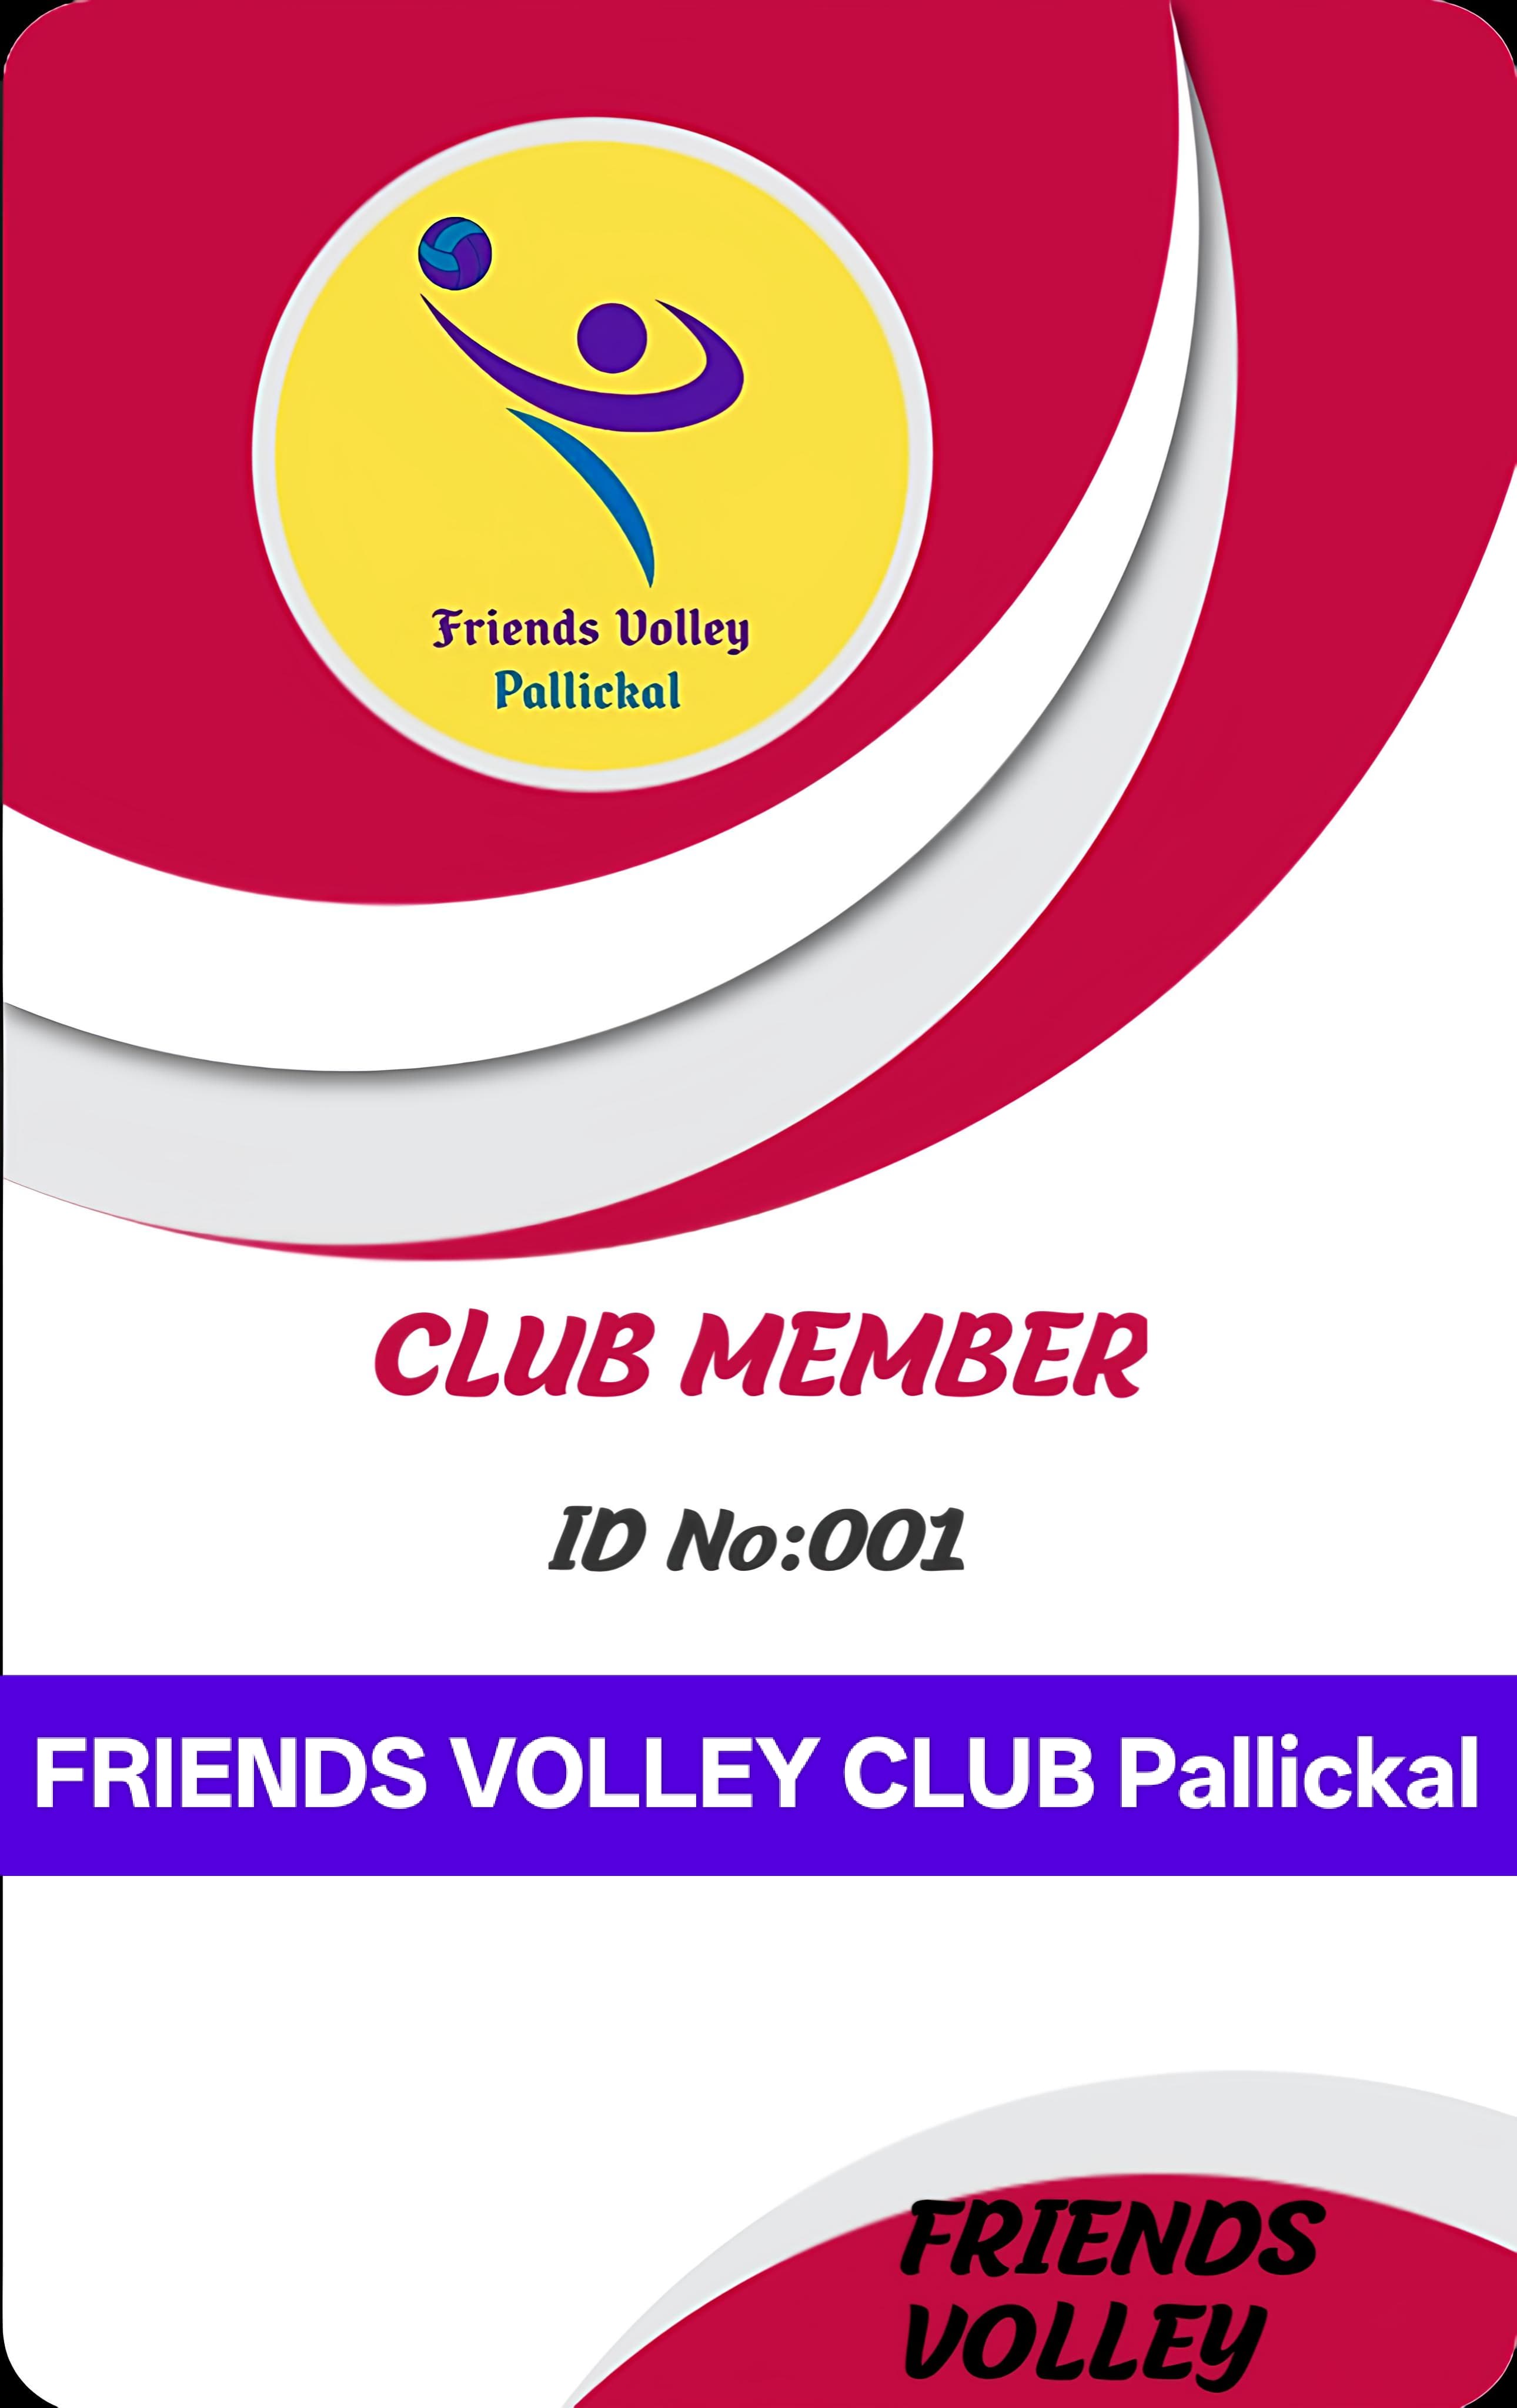 Friends Volley
Pallickal
CLUB MEMBER
ID No:001
FRIENDS VOLLEY CLUB Pallickal
FRIENDS
VOLLEY